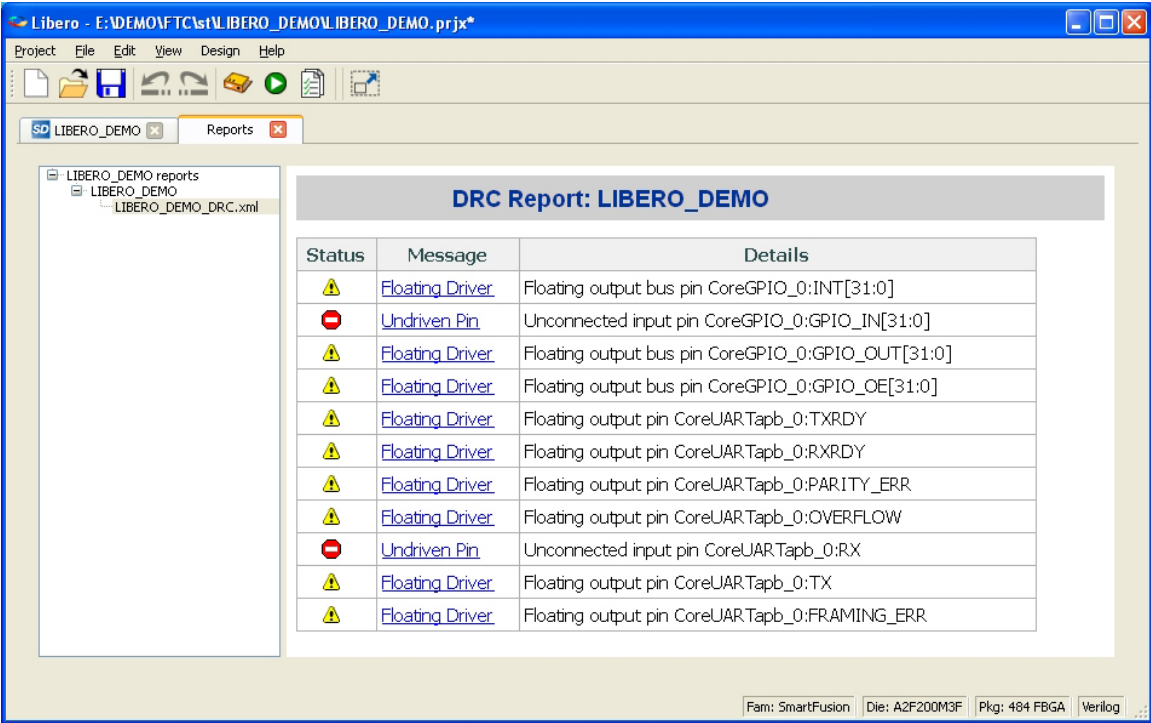 Libero - E:\DEMO\FTC\st\LIBERO_DEMO\LIBERO_DEMO.prjx*
Project File Edit View Design Help
SD LIBERO_DEMO Reports
LIBERO_DEMO reports
LIBERO_DEMO
LIBERO_DEMO_DRC.xml
DRC Report: LIBERO_DEMO
Status Message Details
Floating Driver Floating output bus pin CoreGPIO_0:INT[31:0]
Undriven Pin Unconnected input pin CoreGPIO_0:GPIO_IN[31:0]
Floating Driver Floating output bus pin CoreGPIO_0:GPIO_OUT[31:0]
Floating Driver Floating output bus pin CoreGPIO_0:GPIO_OE[31:0]
Floating Driver Floating output pin CoreUARTapb_0:TXRDY
Floating Driver Floating output pin CoreUARTapb_0:RXRDY
Floating Driver Floating output pin CoreUARTapb_0:PARITY_ERR
Floating Driver Floating output pin CoreUARTapb_0:OVERFLOW
Undriven Pin Unconnected input pin CoreUARTapb_0:RX
Floating Driver Floating output pin CoreUARTapb_0:TX
Floating Driver Floating output pin CoreUARTapb_0:FRAMING_ERR
Fam: SmartFusion Die: A2F200M3F Pkg: 484 FBGA Verilog